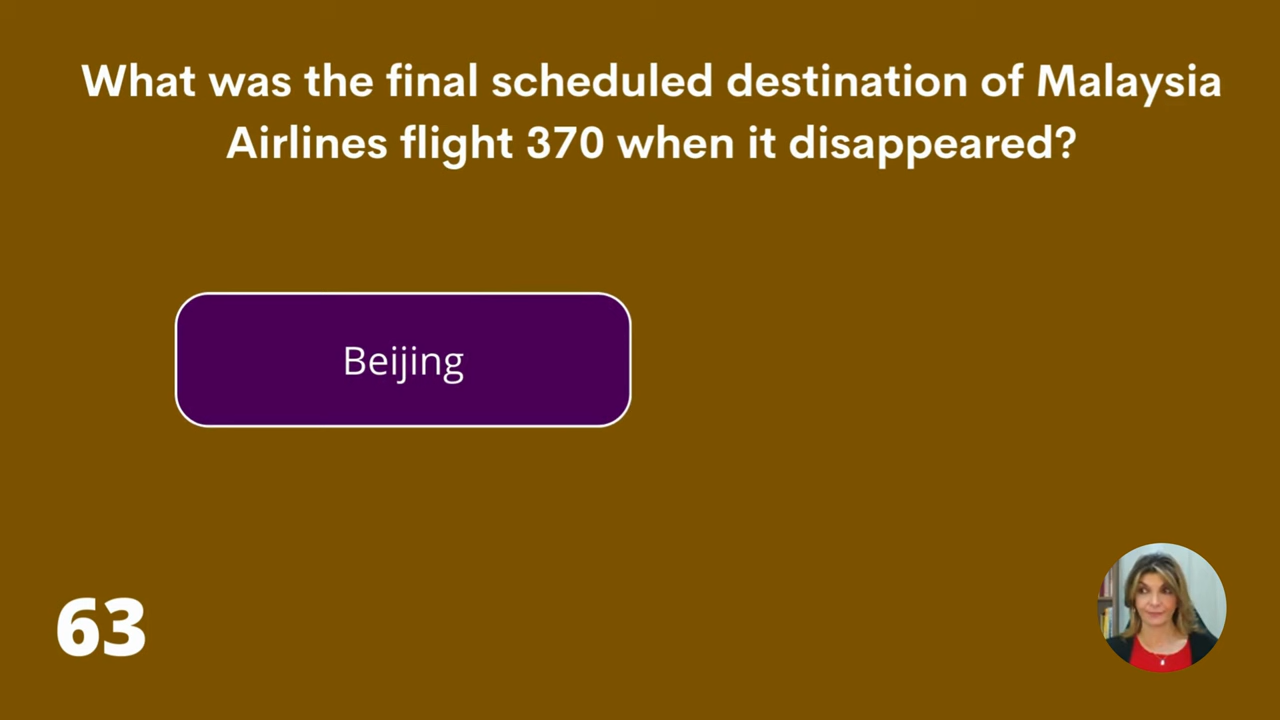 What was the final scheduled destination of Malaysia
Airlines flight 370 when it disappeared?
Beijing
63